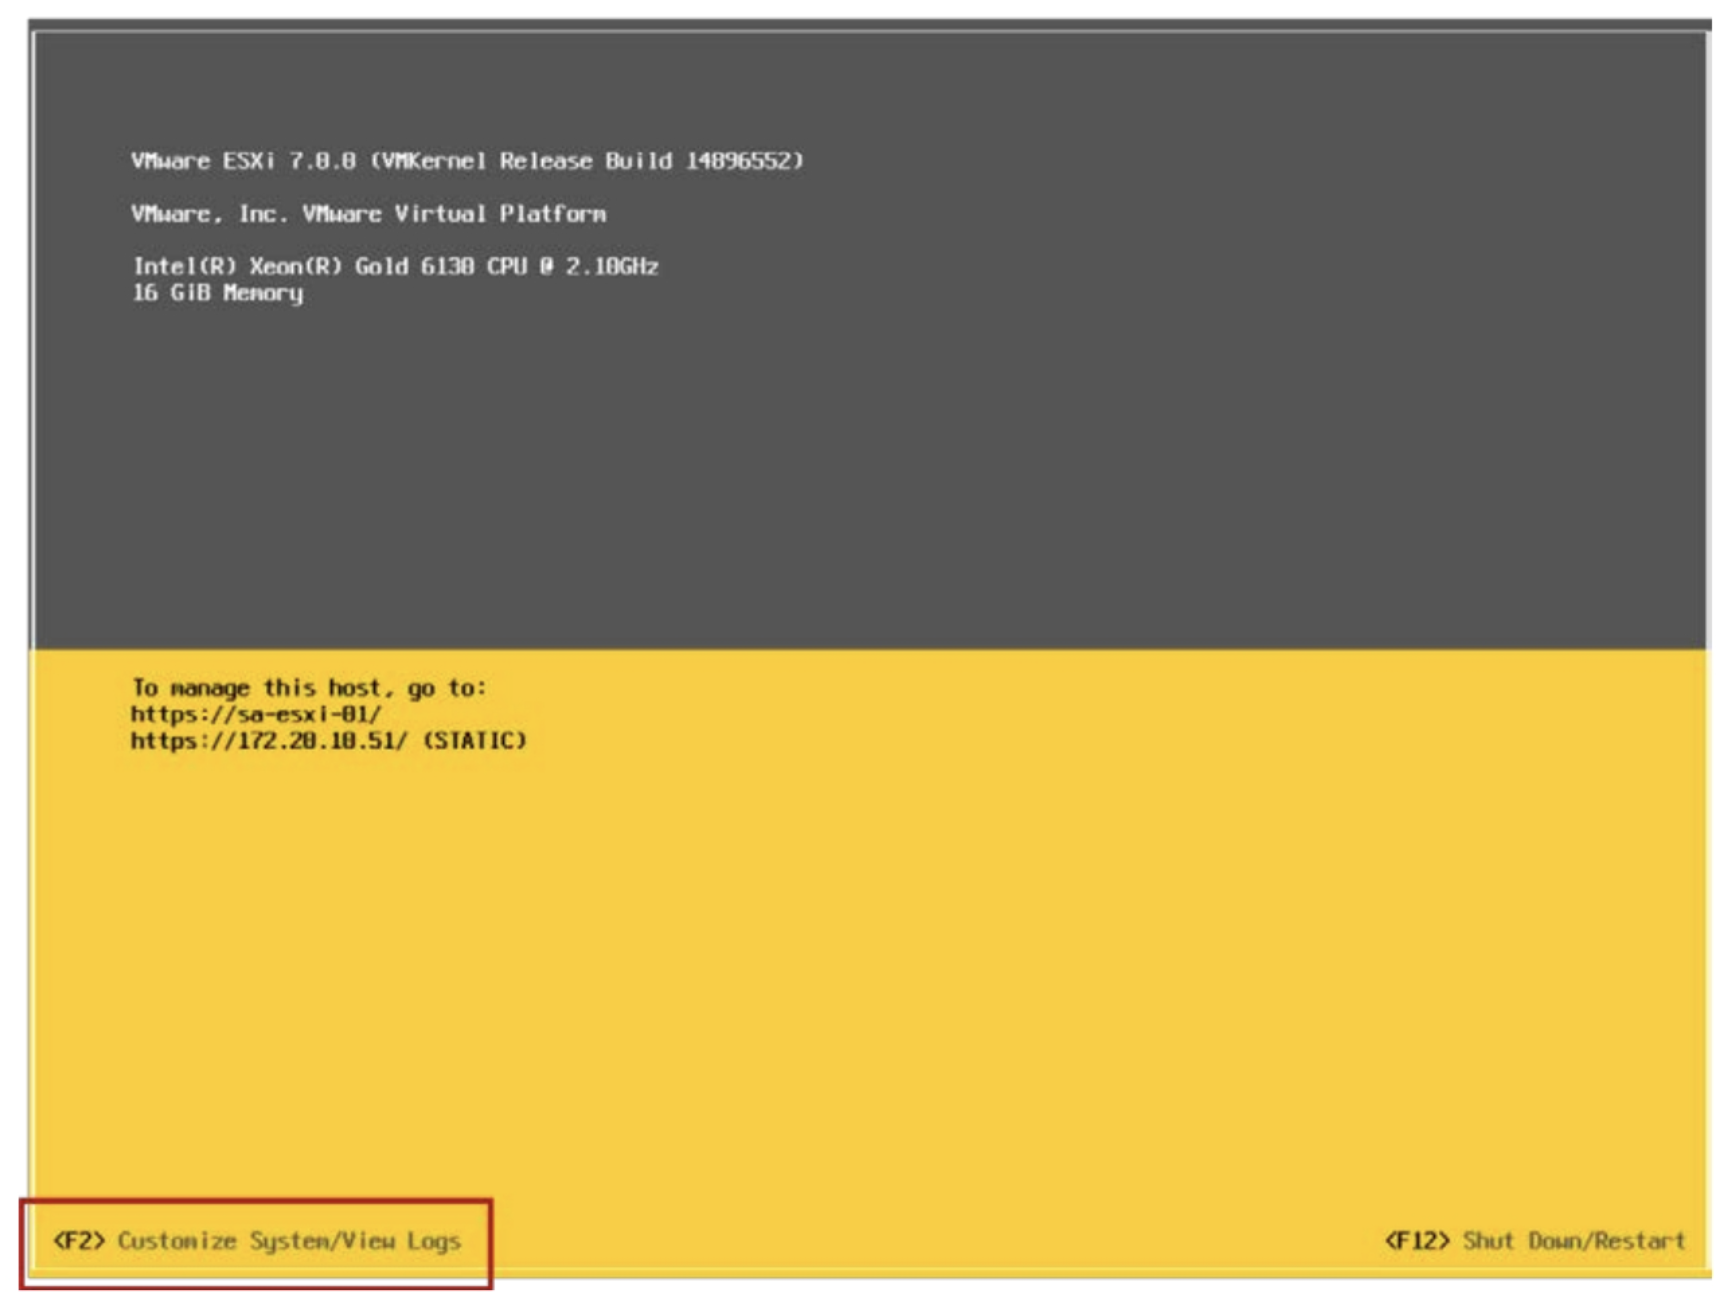 VMware ESXi 7.0.0 (VMKernel Release Build 14896552)
VMware, Inc. VMware Virtual Platform
Intel(R) Xeon(R) Gold 6130 CPU @ 2.10GHz
16 GiB Memory
To manage this host, go to:
https://sa-esxi-01/
https://172.20.10.51/ (STATIC)
<F2> Customize System/View Logs
<F12> Shut Down/Restart